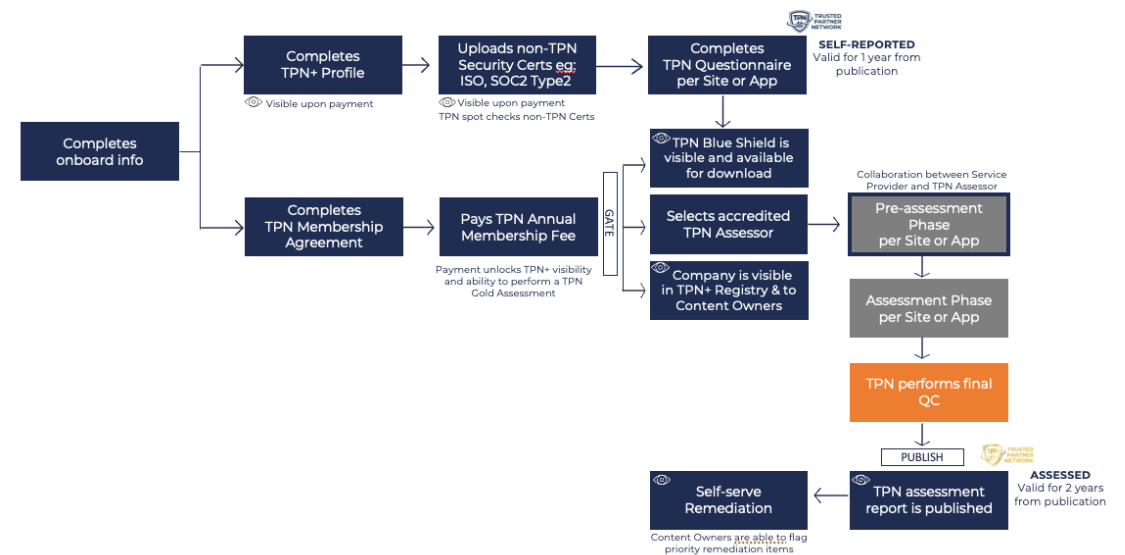 TPN
TRUSTED
PARTNER
NETWORK
SELF-REPORTED
Valid for 1 year from
publication
Completes
TPN+ Profile
Visible upon payment
Uploads non-TPN
Security Certs eg:
ISO, SOC2 Type2
Visible upon payment
TPN spot checks non-TPN Certs
Completes
TPN Questionnaire
per Site or App
Completes
onboard info
TPN Blue Shield is
visible and available
for download
Completes
TPN Membership
Agreement
Pays TPN Annual
Membership Fee
Payment unlocks TPN+ visibility
and ability to perform a TPN
Gold Assessment
GATE
Selects accredited
TPN Assessor
Company is visible
in TPN+ Registry & to
Content Owners
Collaboration between Service
Provider and TPN Assessor
Pre-assessment
Phase
per Site or App
Assessment Phase
per Site or App
TPN performs final
QC
PUBLISH
TPN
TRUSTED
PARTNER
NETWORK
ASSESSED
Valid for 2 years
from publication
TPN assessment
report is published
Self-serve
Remediation
Content Owners are able to flag
priority remediation items